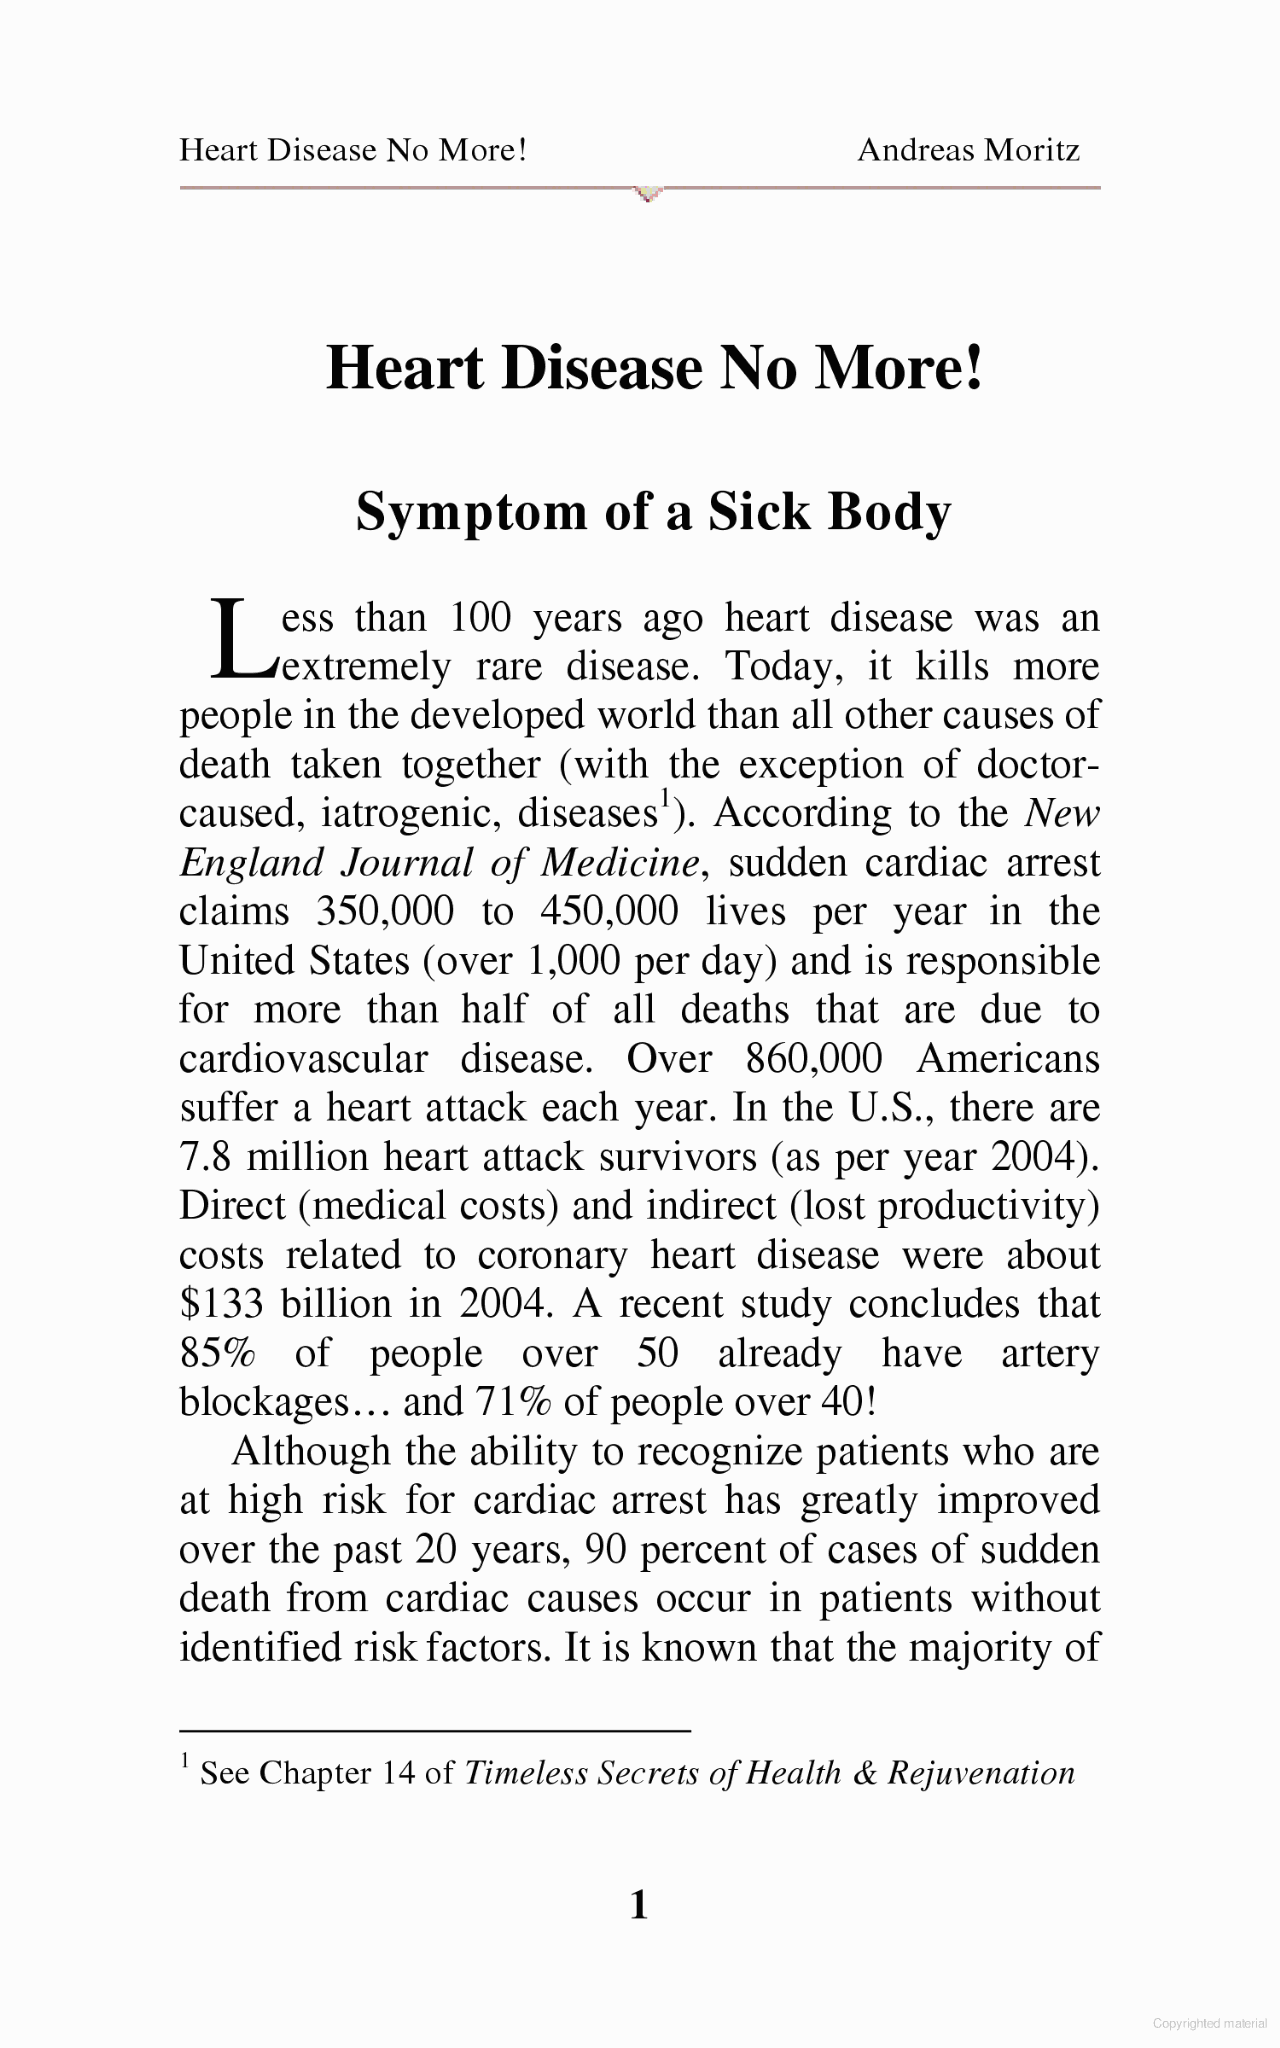 Heart Disease No More! Andreas Moritz
Heart Disease No More!
Symptom of a Sick Body
Less than 100 years ago heart disease was an
extremely rare disease. Today, it kills more
people in the developed world than all other causes of
death taken together (with the exception of doctor-
caused, iatrogenic, diseases1). According to the New
England Journal of Medicine, sudden cardiac arrest
claims 350,000 to 450,000 lives per year in the
United States (over 1,000 per day) and is responsible
for more than half of all deaths that are due to
cardiovascular disease. Over 860,000 Americans
suffer a heart attack each year. In the U.S., there are
7.8 million heart attack survivors (as per year 2004).
Direct (medical costs) and indirect (lost productivity)
costs related to coronary heart disease were about
$133 billion in 2004. A recent study concludes that
85% of people over 50 already have artery
blockages… and 71% of people over 40!
Although the ability to recognize patients who are
at high risk for cardiac arrest has greatly improved
over the past 20 years, 90 percent of cases of sudden
death from cardiac causes occur in patients without
identified risk factors. It is known that the majority of
1 See Chapter 14 of Timeless Secrets of Health & Rejuvenation
1
Copyrighted material